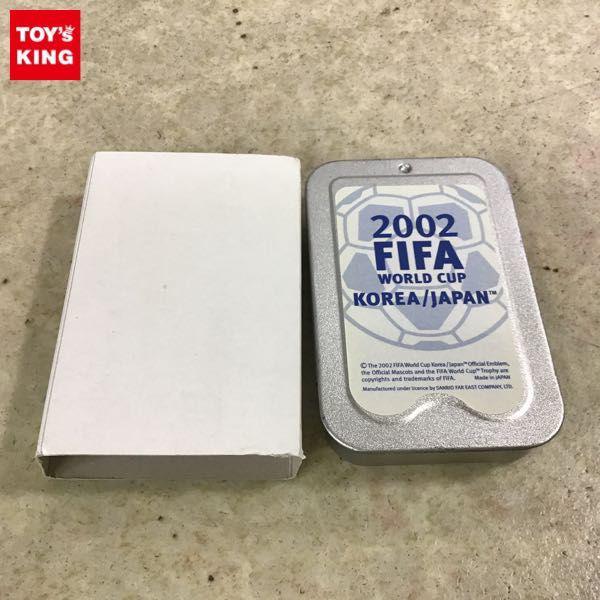 TOY'S
KING
2002
FIFA
WORLD CUP
KOREA/JAPAN™
© The 2002 FIFA World Cup Korea/Japan™ Official Emblem,
the Official Mascots and the FIFA World Cup™ Trophy are
copyrights and trademarks of FIFA. Made in JAPAN
Manufactured under licence by SANRIO FAR EAST COMPANY, LTD.